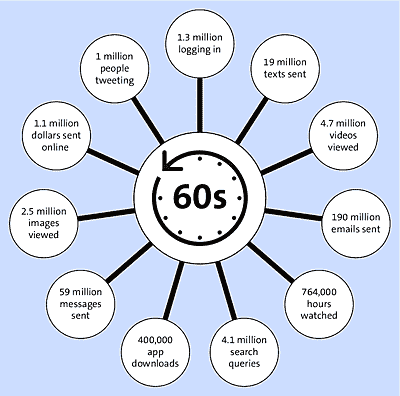 1.3 million
logging in
19 million
texts sent
4.7 million
videos
viewed
190 million
emails sent
764,000
hours
watched
4.1 million
search
queries
400,000
app
downloads
59 million
messages
sent
2.5 million
images
viewed
1.1 million
dollars sent
online
1 million
people
tweeting
60s